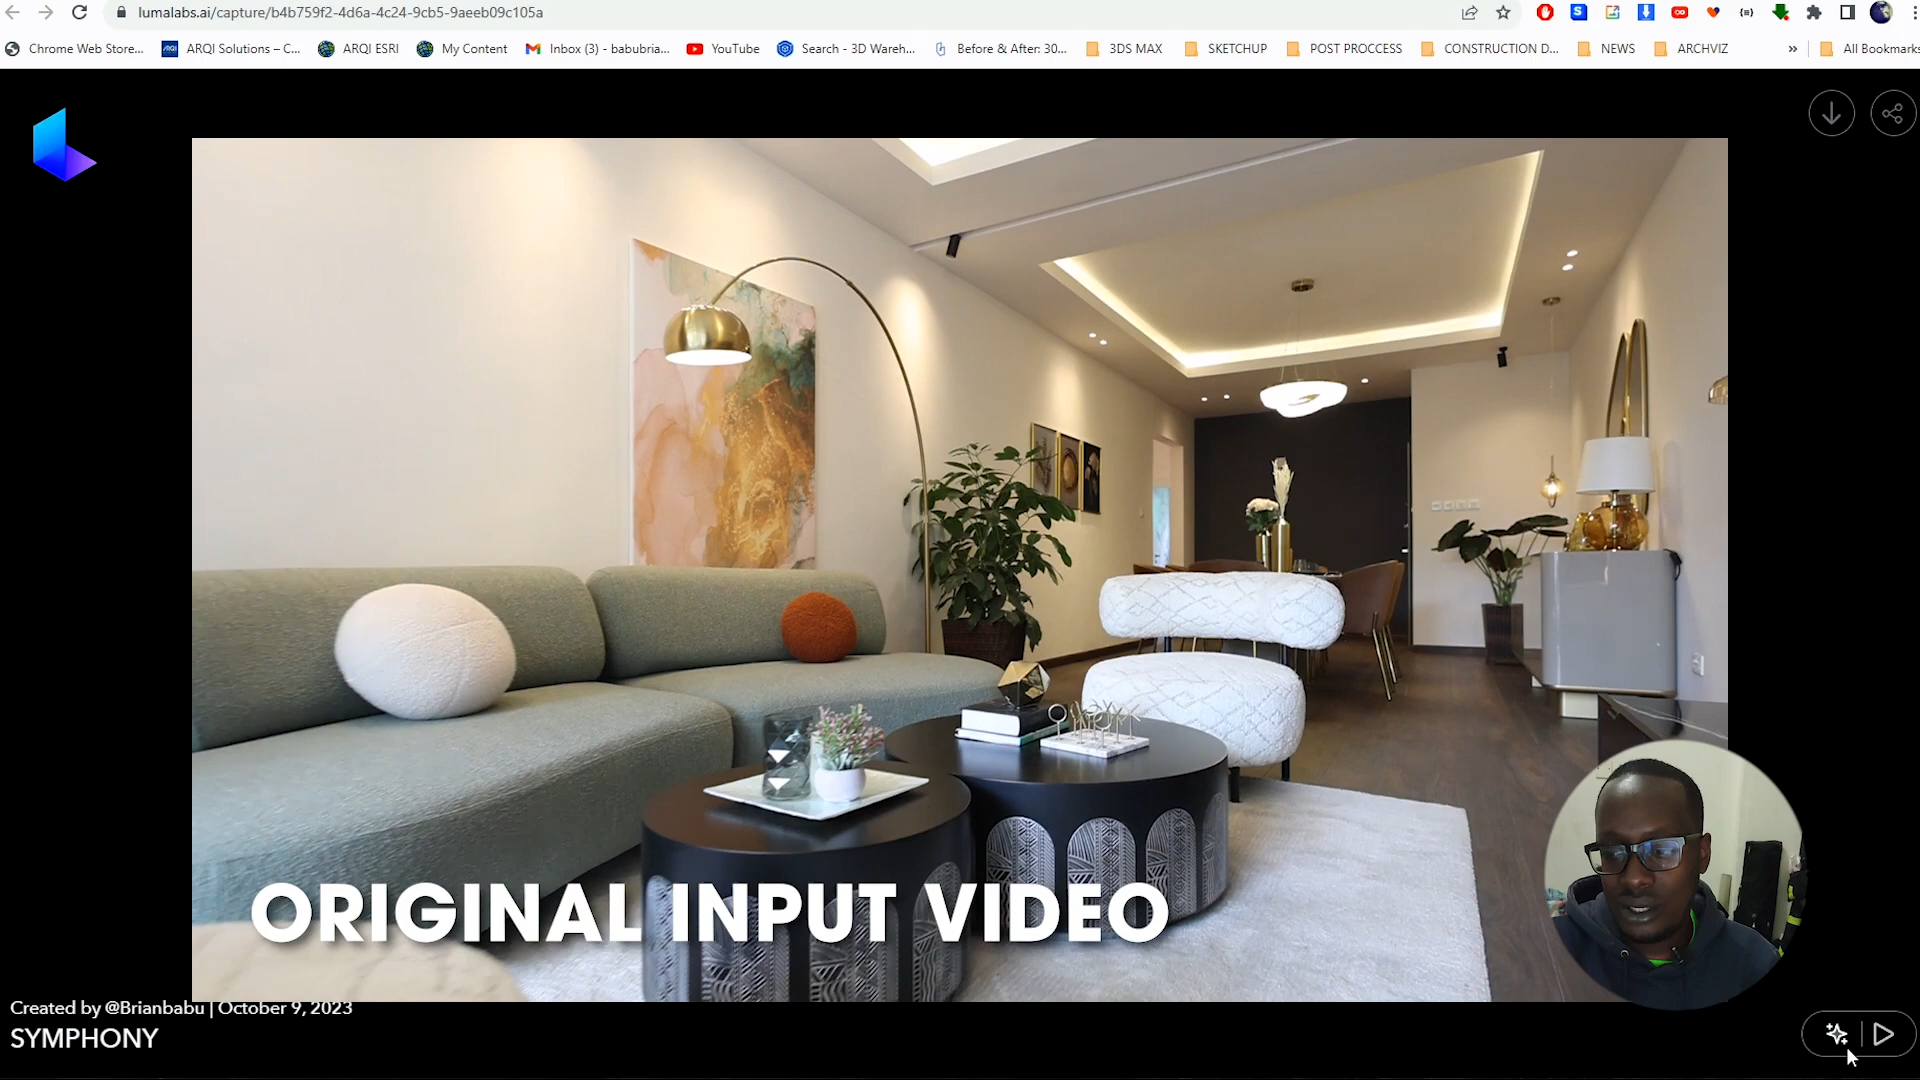 lumalabs.ai/capture/b4b759f2-4d6a-4c24-9cb5-9aeeb09c105a
Chrome Web Store... ARQI Solutions – C... ARQI ESRI My Content Inbox (3) - babubria... YouTube Search - 3D Wareh... Before & After: 30... 3DS MAX SKETCHUP POST PROCCESS CONSTRUCTION D... NEWS ARCHVIZ » All Bookmarks
ORIGINAL INPUT VIDEO
Created by @Brianbabu | October 9, 2023
SYMPHONY